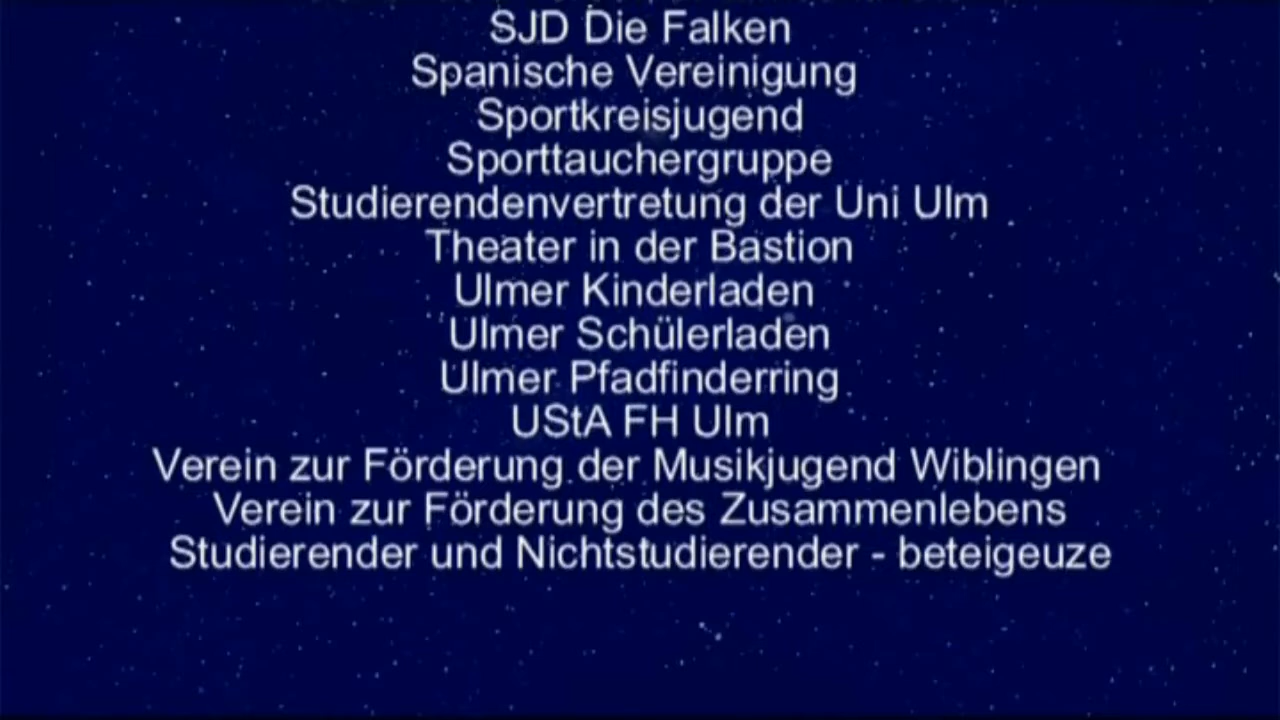 SJD Die Falken
Spanische Vereinigung
Sportkreisjugend
Sporttauchergruppe
Studierendenvertretung der Uni Ulm
Theater in der Bastion
Ulmer Kinderladen
Ulmer Schülerladen
Ulmer Pfadfinderring
UStA FH Ulm
Verein zur Förderung der Musikjugend Wiblingen
Verein zur Förderung des Zusammenlebens
Studierender und Nichtstudierender - beteigeuze